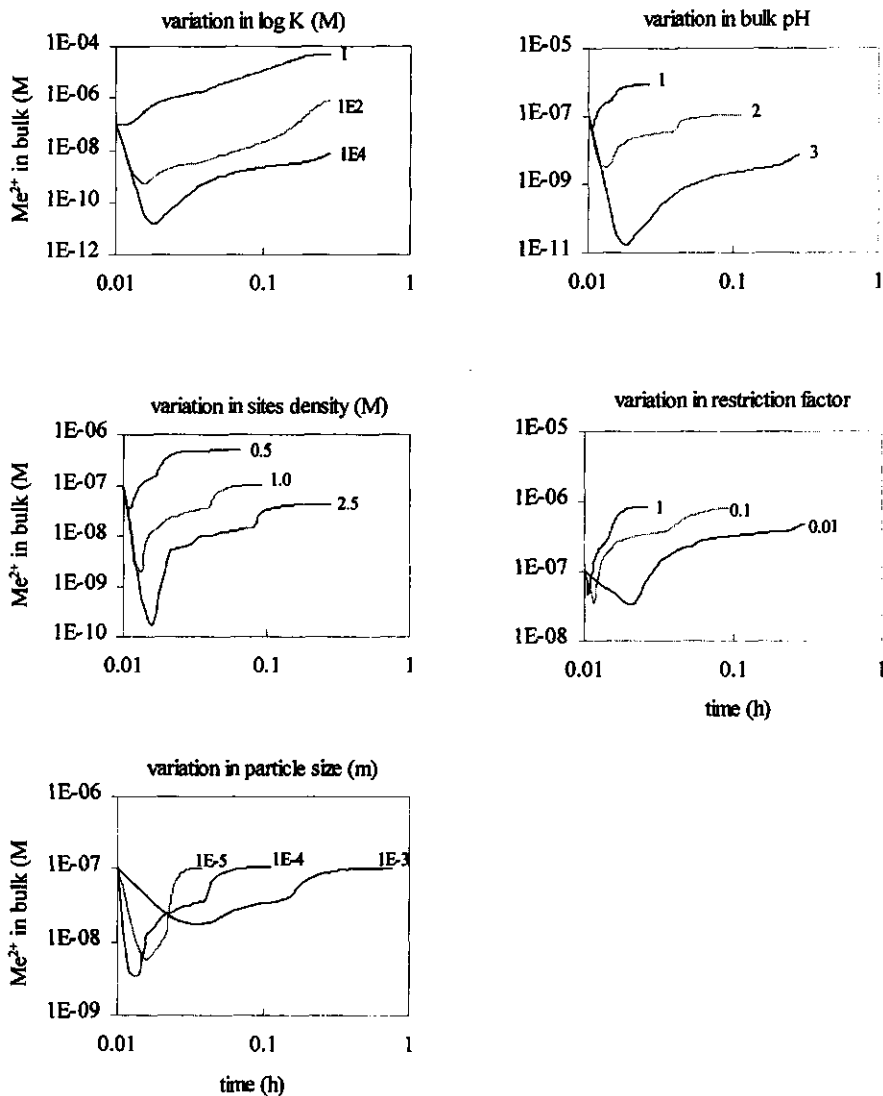 variation in log K (M)
Me²⁺ in bulk (M
1E-04
1E-06
1E-08
1E-10
1E-12
0.01
0.1
1
1
1E2
1E4
variation in bulk pH
1E-05
1E-07
1E-09
1E-11
0.01
0.1
1
1
2
3
variation in sites density (M)
Me²⁺ in bulk (M
1E-06
1E-07
1E-08
1E-09
1E-10
0.01
0.1
1
0.5
1.0
2.5
variation in restriction factor
1E-05
1E-06
1E-07
1E-08
0.01
0.1
1
time (h)
1
0.1
0.01
variation in particle size (m)
Me²⁺ in bulk (M
1E-06
1E-07
1E-08
1E-09
0.01
0.1
1
time (h)
1E-5
1E-4
1E-3